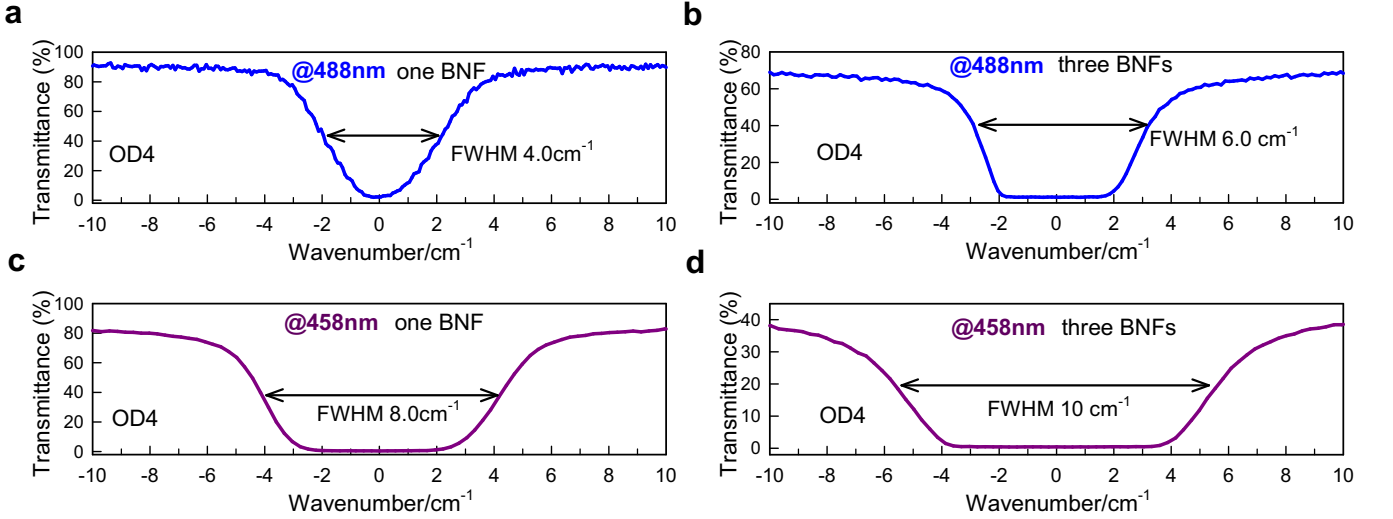 a
Transmittance (%)
100
80
60
40
20
0
@488nm one BNF
FWHM 4.0cm-1
OD4
-10 -8 -6 -4 -2 0 2 4 6 8 10
Wavenumber/cm-1
b
Transmittance (%)
80
60
40
20
0
@488nm three BNFs
FWHM 6.0 cm-1
OD4
-10 -8 -6 -4 -2 0 2 4 6 8 10
Wavenumber/cm-1
c
Transmittance (%)
100
80
60
40
20
0
@458nm one BNF
FWHM 8.0cm-1
OD4
-10 -8 -6 -4 -2 0 2 4 6 8 10
Wavenumber/cm-1
d
Transmittance (%)
40
30
20
10
0
@458nm three BNFs
FWHM 10 cm-1
OD4
-10 -8 -6 -4 -2 0 2 4 6 8 10
Wavenumber/cm-1